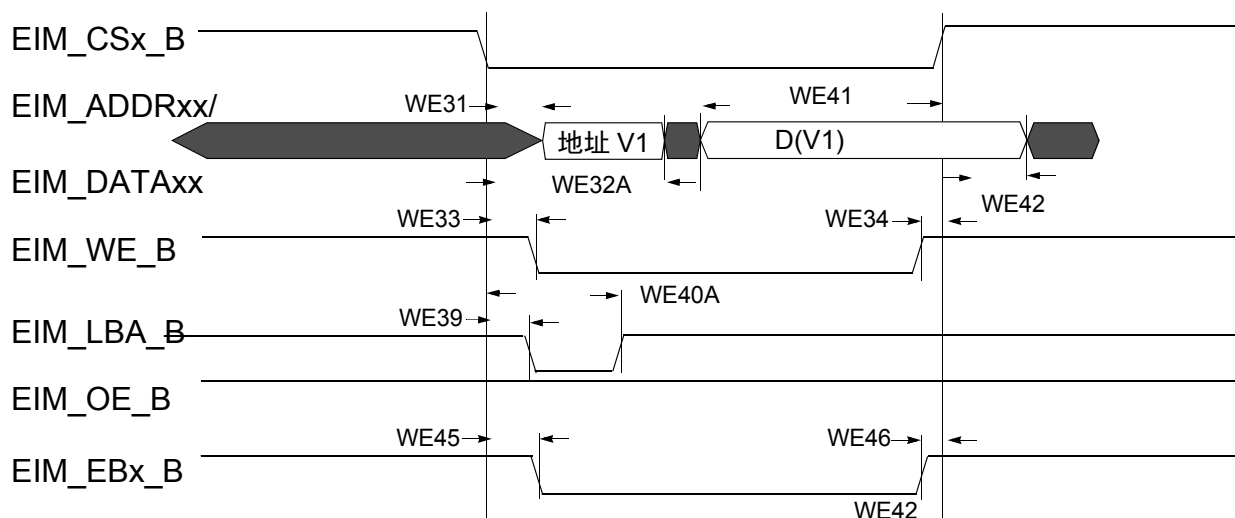 EIM_CSx_B
EIM_ADDRxx/
WE31
WE41
地址 V1
D(V1)
EIM_DATAxx
WE32A
WE42
WE33
WE34
EIM_WE_B
WE40A
WE39
EIM_LBA_B
EIM_OE_B
WE45
WE46
EIM_EBx_B
WE42